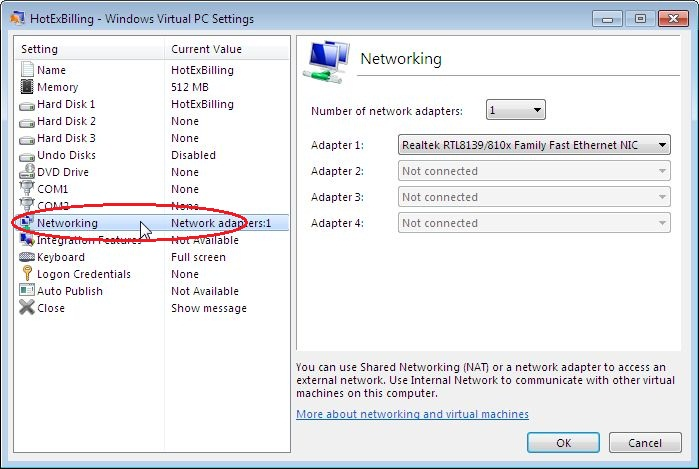 HotExBilling - Windows Virtual PC Settings
Setting Current Value
Name HotExBilling
Memory 512 MB
Hard Disk 1 HotExBilling
Hard Disk 2 None
Hard Disk 3 None
Undo Disks Disabled
DVD Drive None
COM1 None
COM2 None
Networking Network adapters:1
Integration Features Not Available
Keyboard Full screen
Logon Credentials None
Auto Publish Not Available
Close Show message
Networking
Number of network adapters: 1
Adapter 1: Realtek RTL8139/810x Family Fast Ethernet NIC
Adapter 2: Not connected
Adapter 3: Not connected
Adapter 4: Not connected
You can use Shared Networking (NAT) or a network adapter to access an
external network. Use Internal Network to communicate with other virtual
machines on this computer.
More about networking and virtual machines
OK Cancel